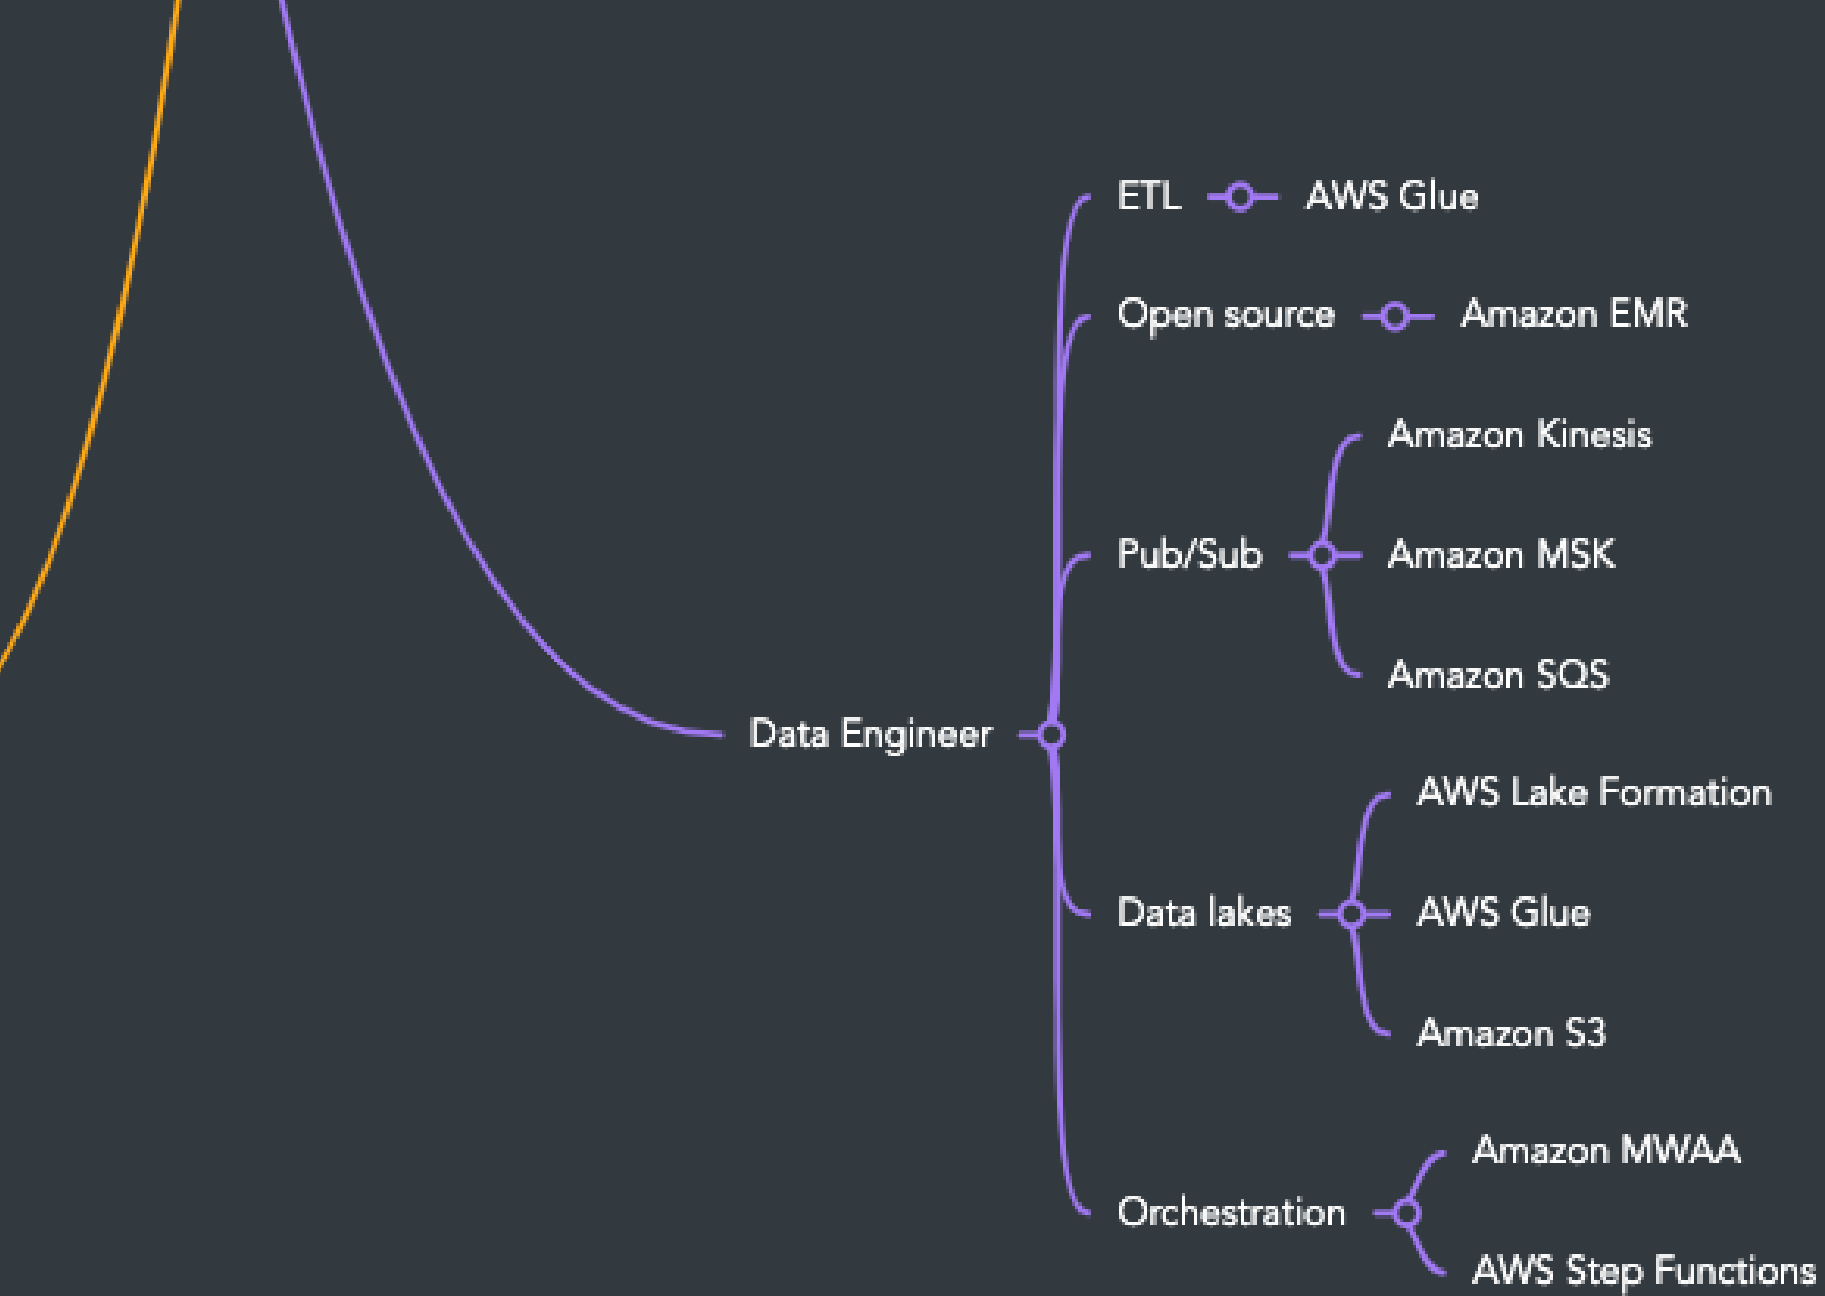 ETL
AWS Glue
Open source
Amazon EMR
Pub/Sub
Amazon Kinesis
Amazon MSK
Amazon SQS
Data Engineer
Data lakes
AWS Lake Formation
AWS Glue
Amazon S3
Orchestration
Amazon MWAA
AWS Step Functions